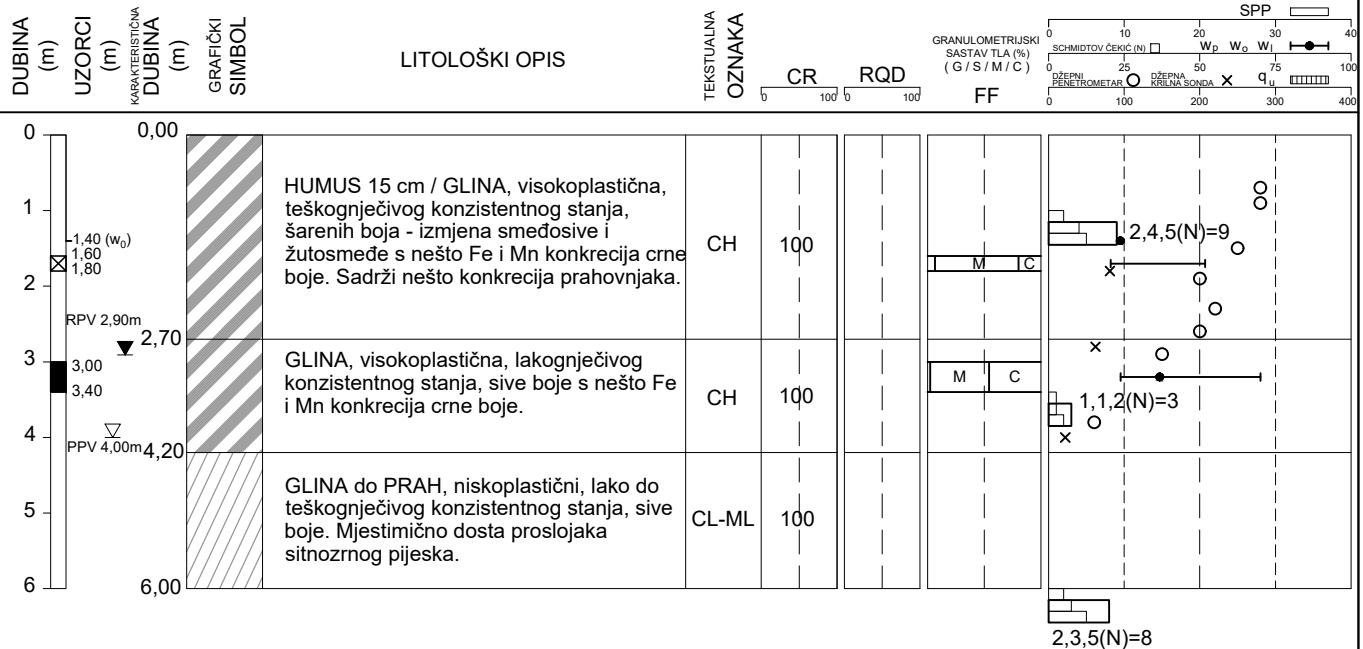 DUBINA
(m)
UZORCI
(m)
KARAKTERISTIČNA
DUBINA
(m)
GRAFIČKI
SIMBOL
LITOLOŠKI OPIS
TEKSTUALNA
OZNAKA
CR
0 100
RQD
0 100
GRANULOMETRIJSKI
SASTAV TLA (%)
( G / S / M / C )
FF
SPP
0 10 20 30 40
SCHMIDTOV ČEKIĆ (N) Wp Wo Wl
0 25 50 75 100
DŽEPNI
PENETROMETAR
DŽEPNA
KRILNA SONDA
qu
0 100 200 300 400
0
1
2
3
4
5
6
1,40 (w0)
1,60
1,80
RPV 2,90m
3,00
3,40
PPV 4,00m
0,00
2,70
4,20
6,00
HUMUS 15 cm / GLINA, visokoplastična,
teškognječivog konzistentnog stanja,
šarenih boja - izmjena smeđosive i
žutosmeđe s nešto Fe i Mn konkrecija crne
boje. Sadrži nešto konkrecija prahovnjaka.
CH
100
M C
2,4,5(N)=9
GLINA, visokoplastična, lakognječivog
konzistentnog stanja, sive boje s nešto Fe
i Mn konkrecija crne boje.
CH
100
M C
1,1,2(N)=3
GLINA do PRAH, niskoplastični, lako do
teškognječivog konzistentnog stanja, sive
boje. Mjestimično dosta proslojaka
sitnozrnog pijeska.
CL-ML
100
2,3,5(N)=8